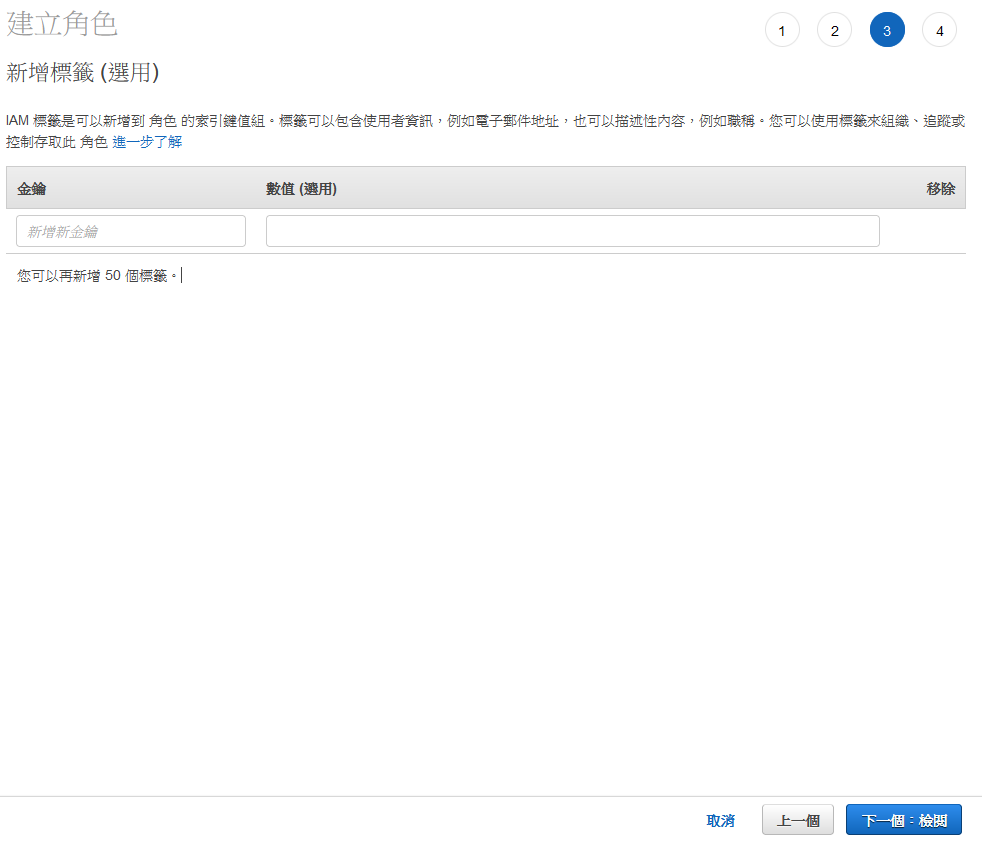 建立角色
1 2 3 4
新增標籤 (選用)
IAM 標籤是可以新增到 角色 的索引鍵值組。標籤可以包含使用者資訊，例如電子郵件地址，也可以描述性內容，例如職稱。您可以使用標籤來組織、追蹤或
控制存取此 角色 進一步了解
金鑰 數值 (選用) 移除
新增新金鑰
您可以再新增 50 個標籤。
取消 上一個 下一個：檢閱